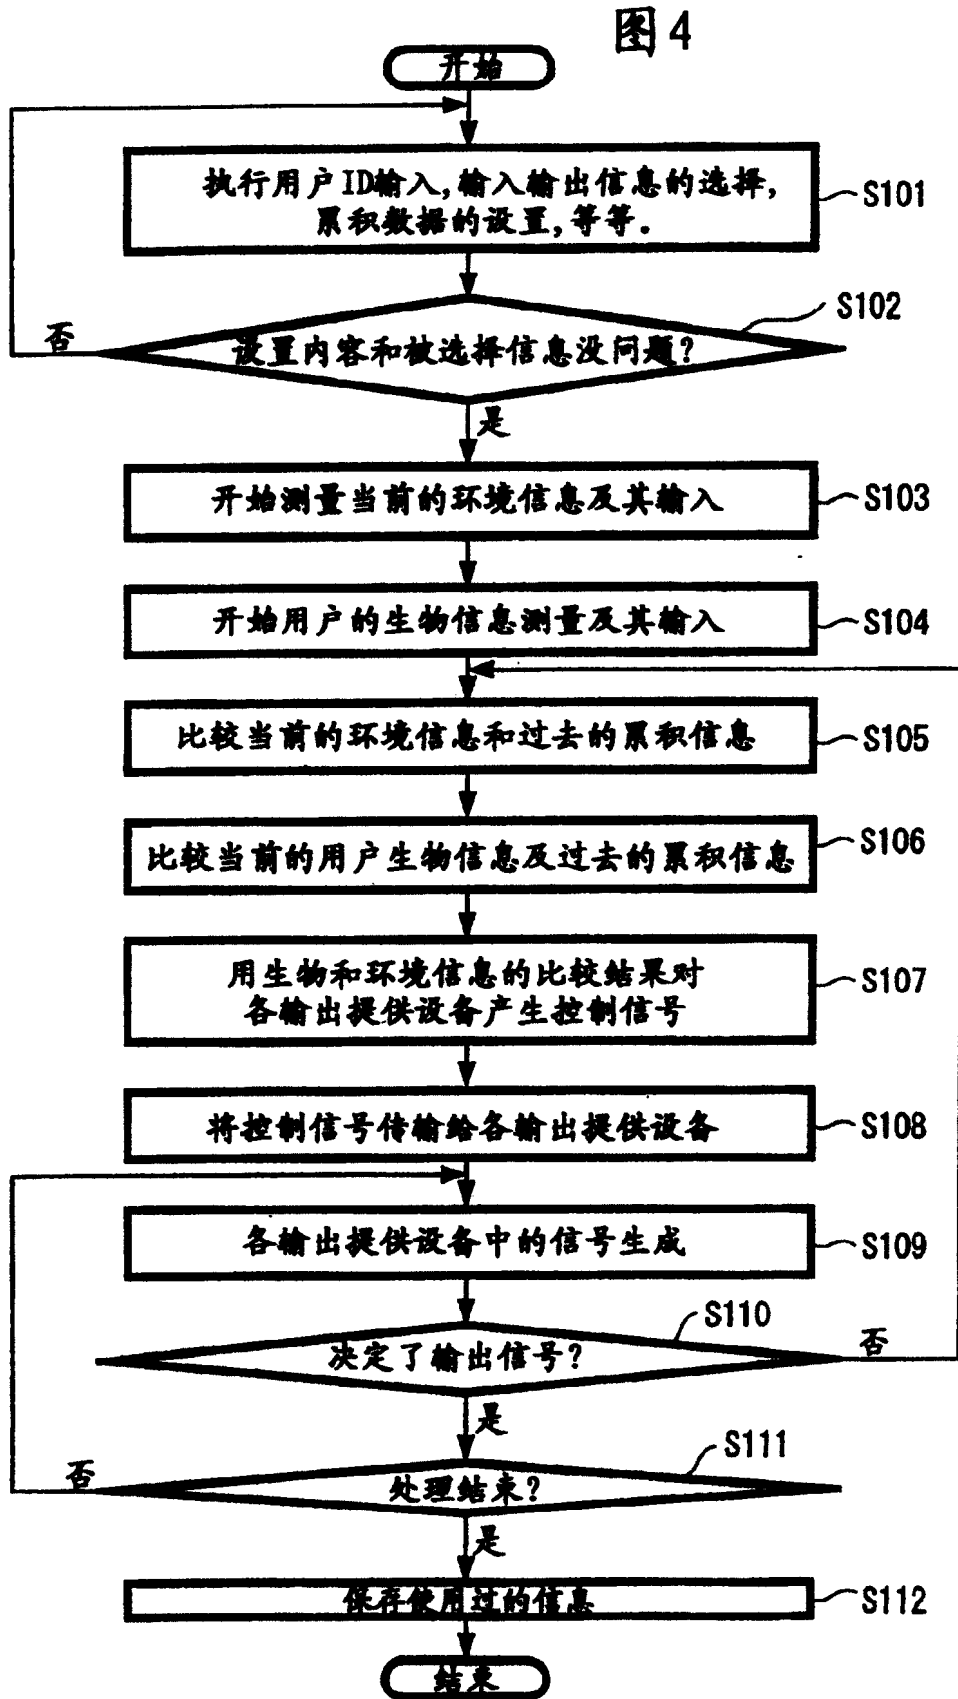 图4
开始
执行用户ID输入,输入输出信息的选择,
累积数据的设置,等等。
S101
S102
设置内容和被选择信息没问题?
否
是
开始测量当前的环境信息及其输入
S103
开始用户的生物信息测量及其输入
S104
比较当前的环境信息和过去的累积信息
S105
比较当前的用户生物信息及过去的累积信息
S106
用生物和环境信息的比较结果对
各输出提供设备产生控制信号
S107
将控制信号传输给各输出提供设备
S108
各输出提供设备中的信号生成
S109
S110
决定了输出信号?
否
是
S111
处理结束?
否
是
保存使用过的信息
S112
结束